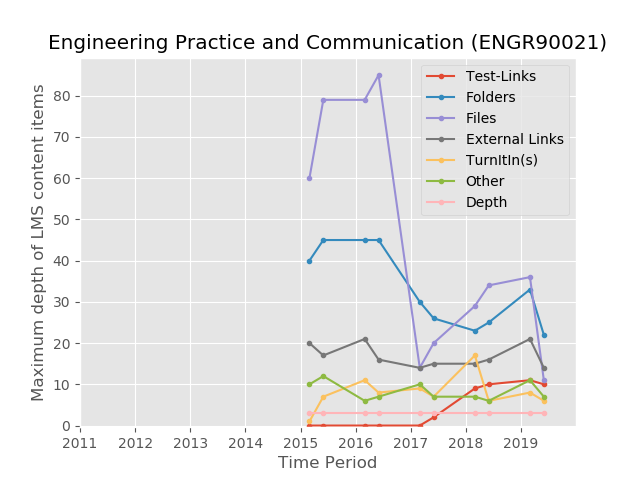 Engineering Practice and Communication (ENGR90021)
Maximum depth of LMS content items
80
70
60
50
40
30
20
10
0
Test-Links
Folders
Files
External Links
TurnItIn(s)
Other
Depth
2011 2012 2013 2014 2015 2016 2017 2018 2019
Time Period